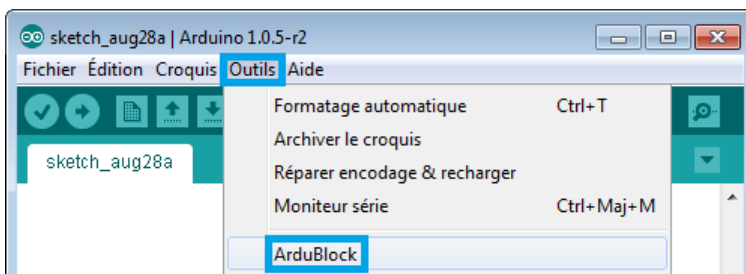 sketch_aug28a | Arduino 1.0.5-r2
Fichier Édition Croquis Outils Aide
Formatage automatique Ctrl+T
Archiver le croquis
sketch_aug28a
Réparer encodage & recharger
Moniteur série Ctrl+Maj+M
ArduBlock